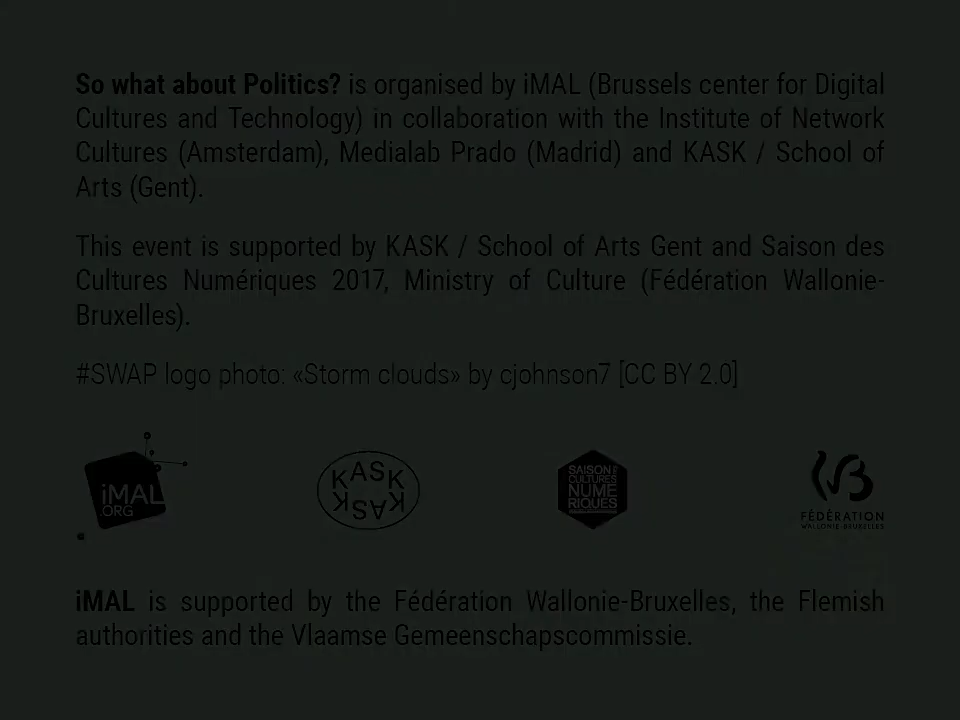 So what about Politics? is organised by iMAL (Brussels center for Digital
Cultures and Technology) in collaboration with the Institute of Network
Cultures (Amsterdam), Medialab Prado (Madrid) and KASK / School of
Arts (Gent).
This event is supported by KASK / School of Arts Gent and Saison des
Cultures Numériques 2017, Ministry of Culture (Fédération Wallonie-
Bruxelles).
#SWAP logo photo: «Storm clouds» by cjohnson7 [CC BY 2.0]
iMAL
.ORG
KASK
KASK
SAISON DES
CULTURES
NUME
RIQUES
FÉDÉRATION
WALLONIE-BRUXELLES
iMAL is supported by the Fédération Wallonie-Bruxelles, the Flemish
authorities and the Vlaamse Gemeenschapscommissie.